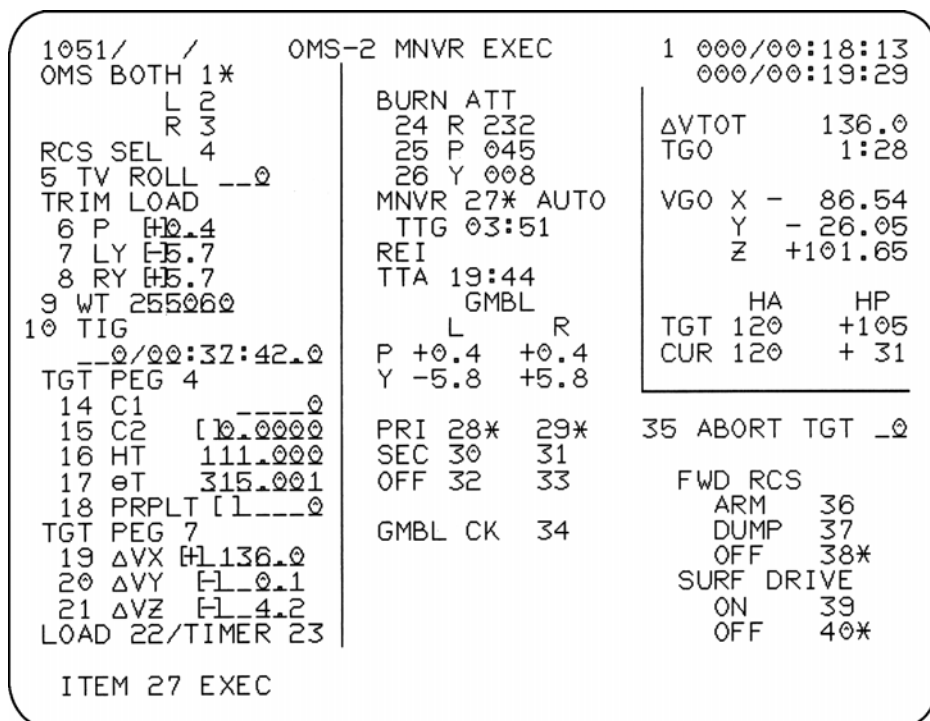 1051/ / OMS-2 MNVR EXEC 1 000/00:18:13
000/00:19:29
OMS BOTH 1*
L 2
R 3
RCS SEL 4
5 TV ROLL __0
TRIM LOAD
6 P [+]0.4
7 LY [-]5.7
8 RY [+]5.7
9 WT 255060
10 TIG
__0/00:37:42.0
TGT PEG 4
14 C1 ____0
15 C2 [ ]0.0000
16 HT 111.000
17 θT 315.001
18 PRPLT [ ]___0
TGT PEG 7
19 ΔVX [+]_136.0
20 ΔVY [-]__0.1
21 ΔVZ [-]__4.2
LOAD 22/TIMER 23
BURN ATT
24 R 232
25 P 045
26 Y 008
MNVR 27* AUTO
TTG 03:51
REI
TTA 19:44
GMBL
L R
P +0.4 +0.4
Y -5.8 +5.8
PRI 28* 29*
SEC 30 31
OFF 32 33
GMBL CK 34
ΔVTOT 136.0
TGO 1:28
VGO X - 86.54
Y - 26.05
Z +101.65
HA HP
TGT 120 +105
CUR 120 + 31
35 ABORT TGT _0
FWD RCS
ARM 36
DUMP 37
OFF 38*
SURF DRIVE
ON 39
OFF 40*
ITEM 27 EXEC